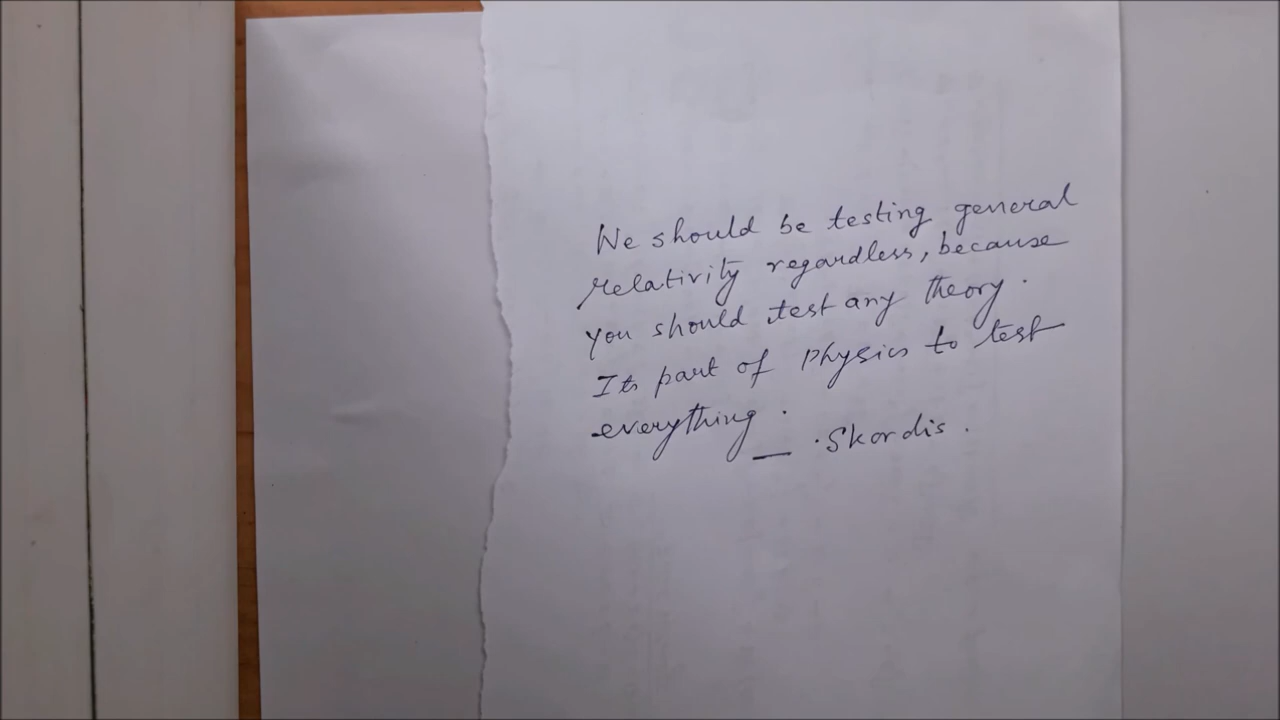 We should be testing general
relativity regardless, because
you should test any theory.
Its part of Physics to test
everything.
_ Skordis.